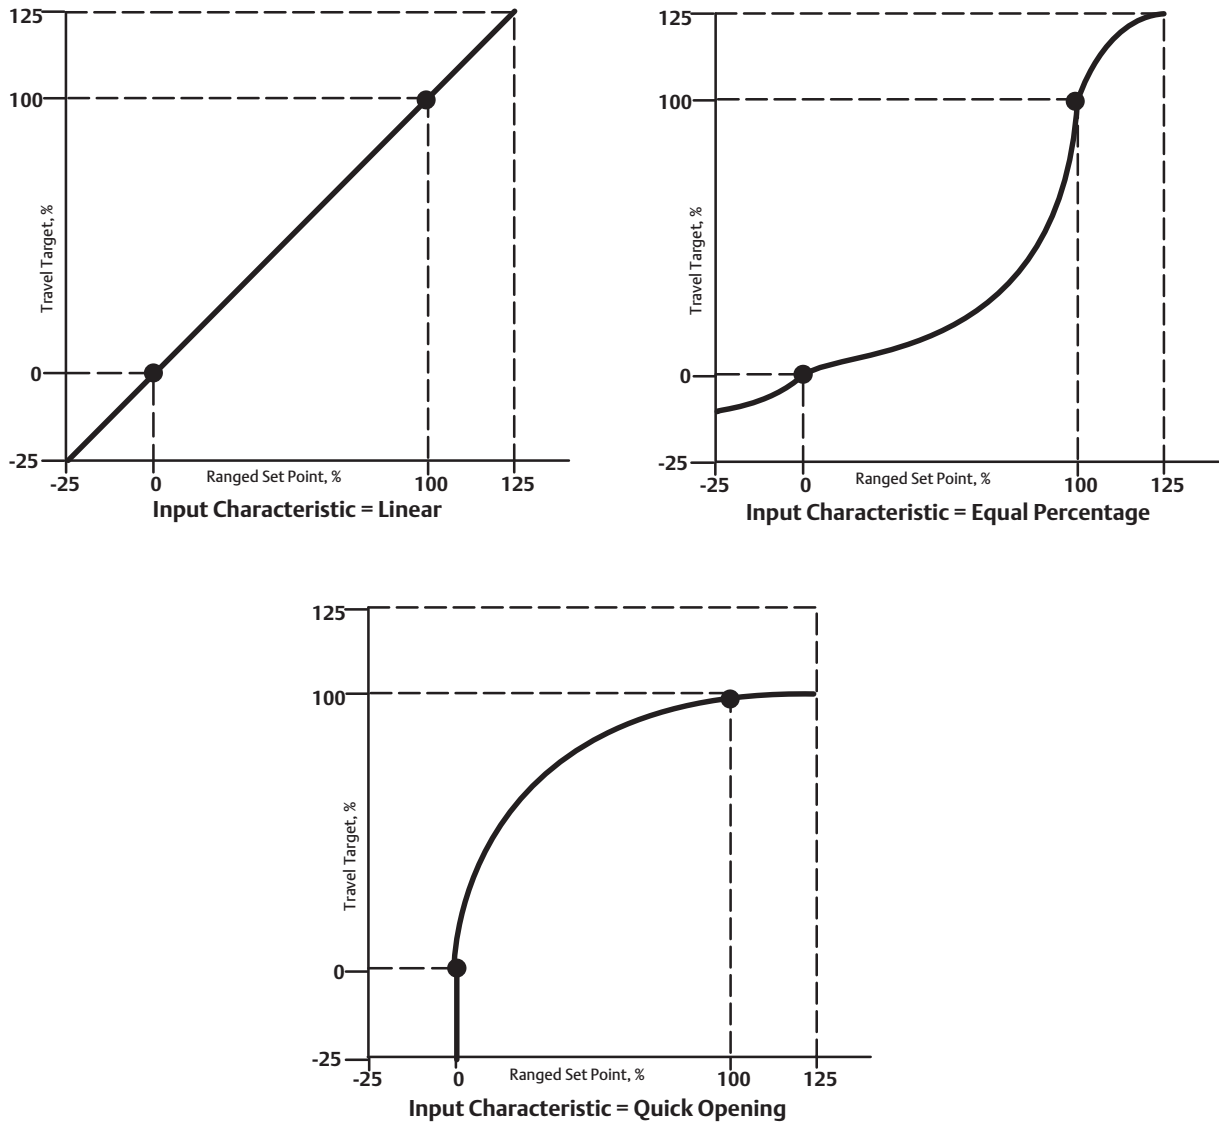 125
100
Travel Target, %
0
-25
-25 0 Ranged Set Point, % 100 125
Input Characteristic = Linear
125
100
Travel Target, %
0
-25
-25 0 Ranged Set Point, % 100 125
Input Characteristic = Equal Percentage
125
100
Travel Target, %
0
-25
-25 0 Ranged Set Point, % 100 125
Input Characteristic = Quick Opening